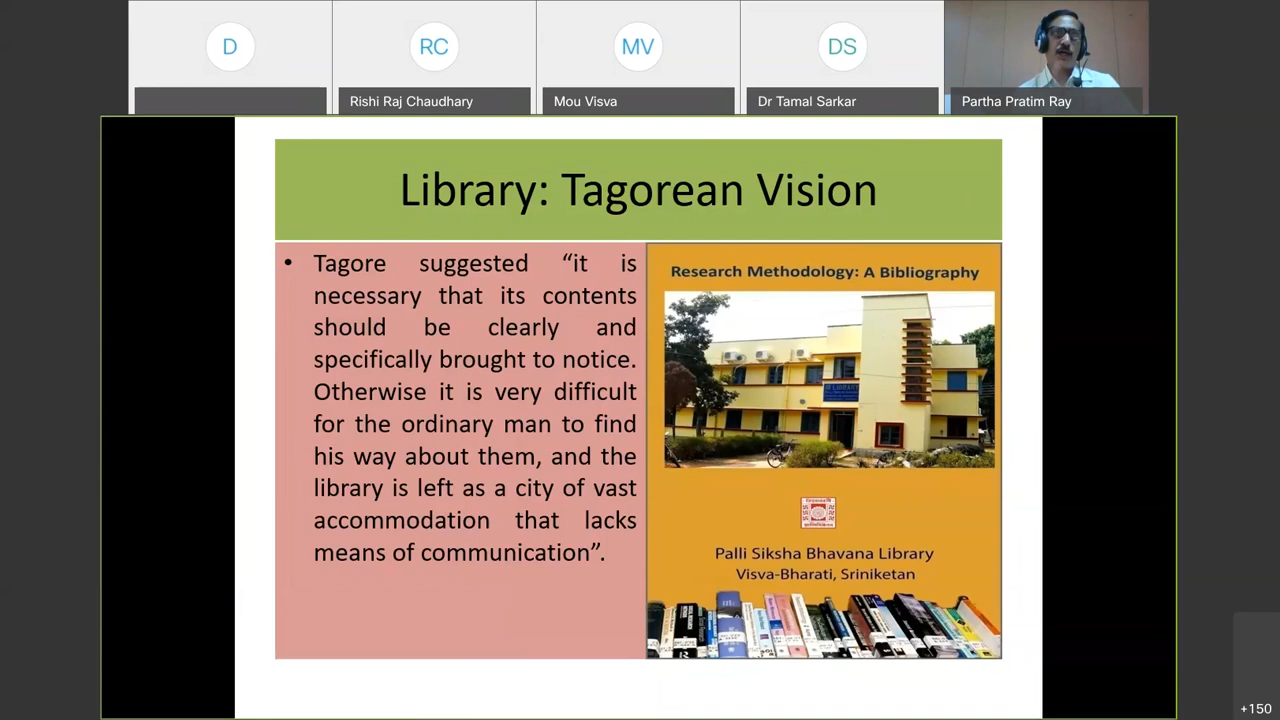 D
RC
MV
DS
Rishi Raj Chaudhary
Mou Visva
Dr Tamal Sarkar
Partha Pratim Ray
Library: Tagorean Vision
• Tagore suggested “it is
necessary that its contents
should be clearly and
specifically brought to notice.
Otherwise it is very difficult
for the ordinary man to find
his way about them, and the
library is left as a city of vast
accommodation that lacks
means of communication”.
Research Methodology: A Bibliography
LIBRARY
Palli Siksha Bhavana Library
Visva-Bharati, Sriniketan
+150